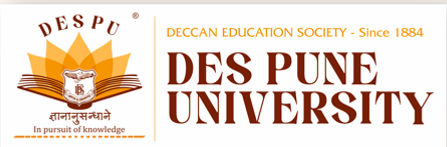 DESPU
®
ज्ञानानुसन्धाने
In pursuit of knowledge
DECCAN EDUCATION SOCIETY - Since 1884
DES PUNE
UNIVERSITY